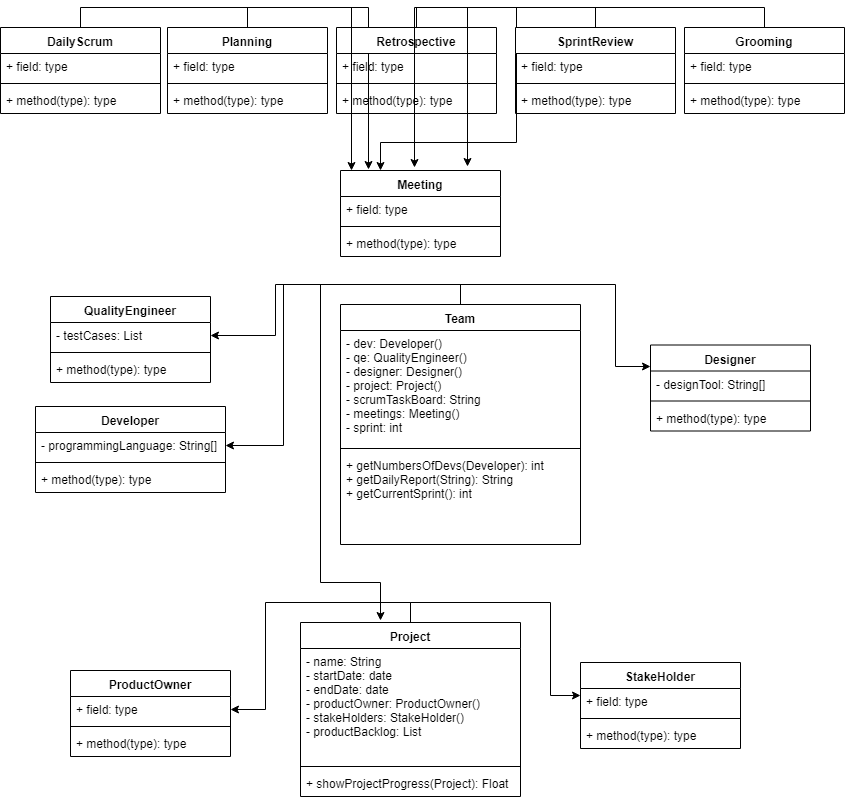 DailyScrum
+ field: type
+ method(type): type
Planning
+ field: type
+ method(type): type
Retrospective
+ field: type
+ method(type): type
SprintReview
+ field: type
+ method(type): type
Grooming
+ field: type
+ method(type): type
Meeting
+ field: type
+ method(type): type
QualityEngineer
- testCases: List
+ method(type): type
Team
- dev: Developer()
- qe: QualityEngineer()
- designer: Designer()
- project: Project()
- scrumTaskBoard: String
- meetings: Meeting()
- sprint: int
+ getNumbersOfDevs(Developer): int
+ getDailyReport(String): String
+ getCurrentSprint(): int
Designer
- designTool: String[]
+ method(type): type
Developer
- programmingLanguage: String[]
+ method(type): type
Project
- name: String
- startDate: date
- endDate: date
- productOwner: ProductOwner()
- stakeHolders: StakeHolder()
- productBacklog: List
+ showProjectProgress(Project): Float
ProductOwner
+ field: type
+ method(type): type
StakeHolder
+ field: type
+ method(type): type